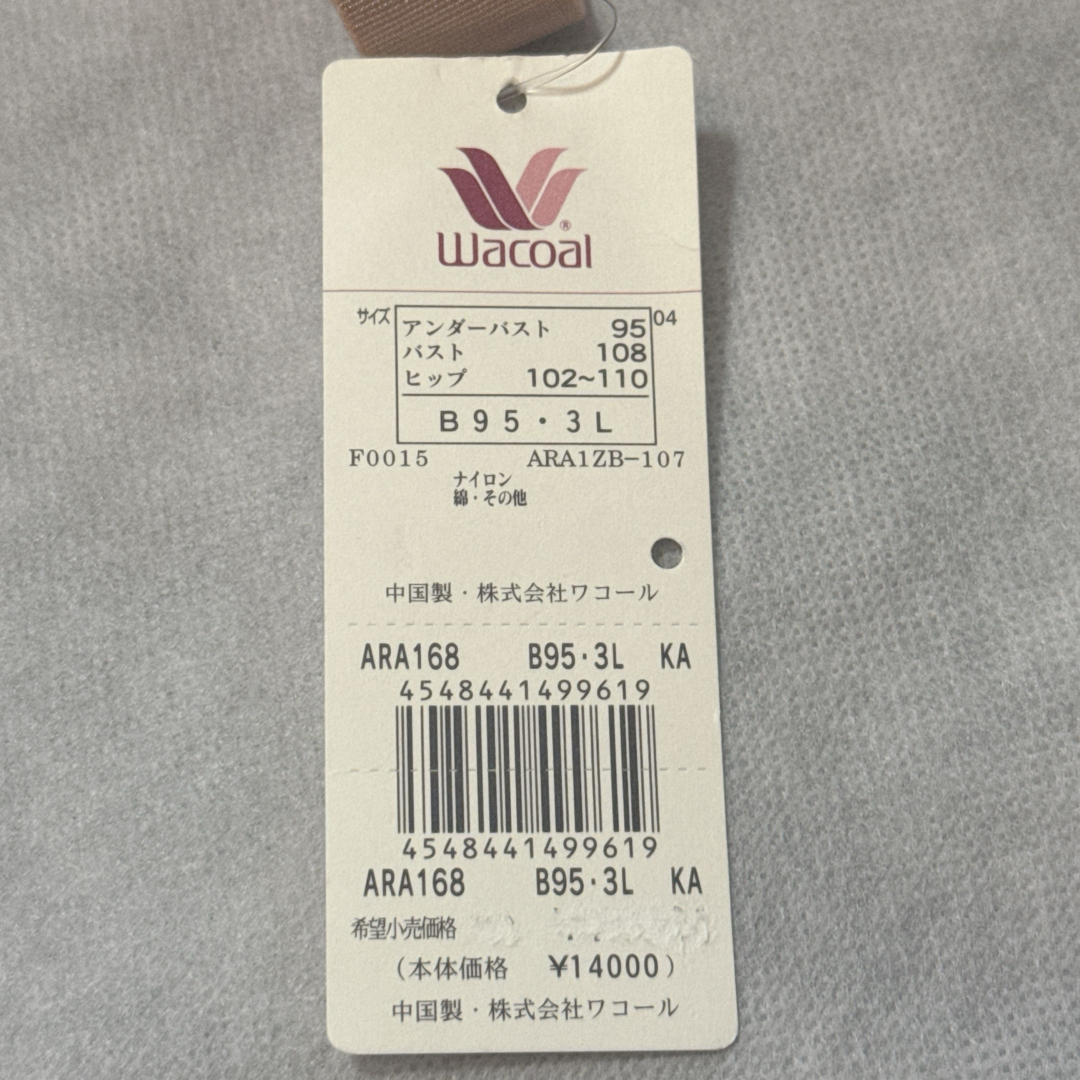 Wacoal®
サイズ アンダーバスト 95 04
バスト 108
ヒップ 102~110
B95・3L
F0015 ARA1ZB-107
ナイロン
綿・その他
中国製・株式会社ワコール
ARA168 B95・3L KA
4548441499619
4548441499619
ARA168 B95・3L KA
希望小売価格
(本体価格 ¥14000)
中国製・株式会社ワコール